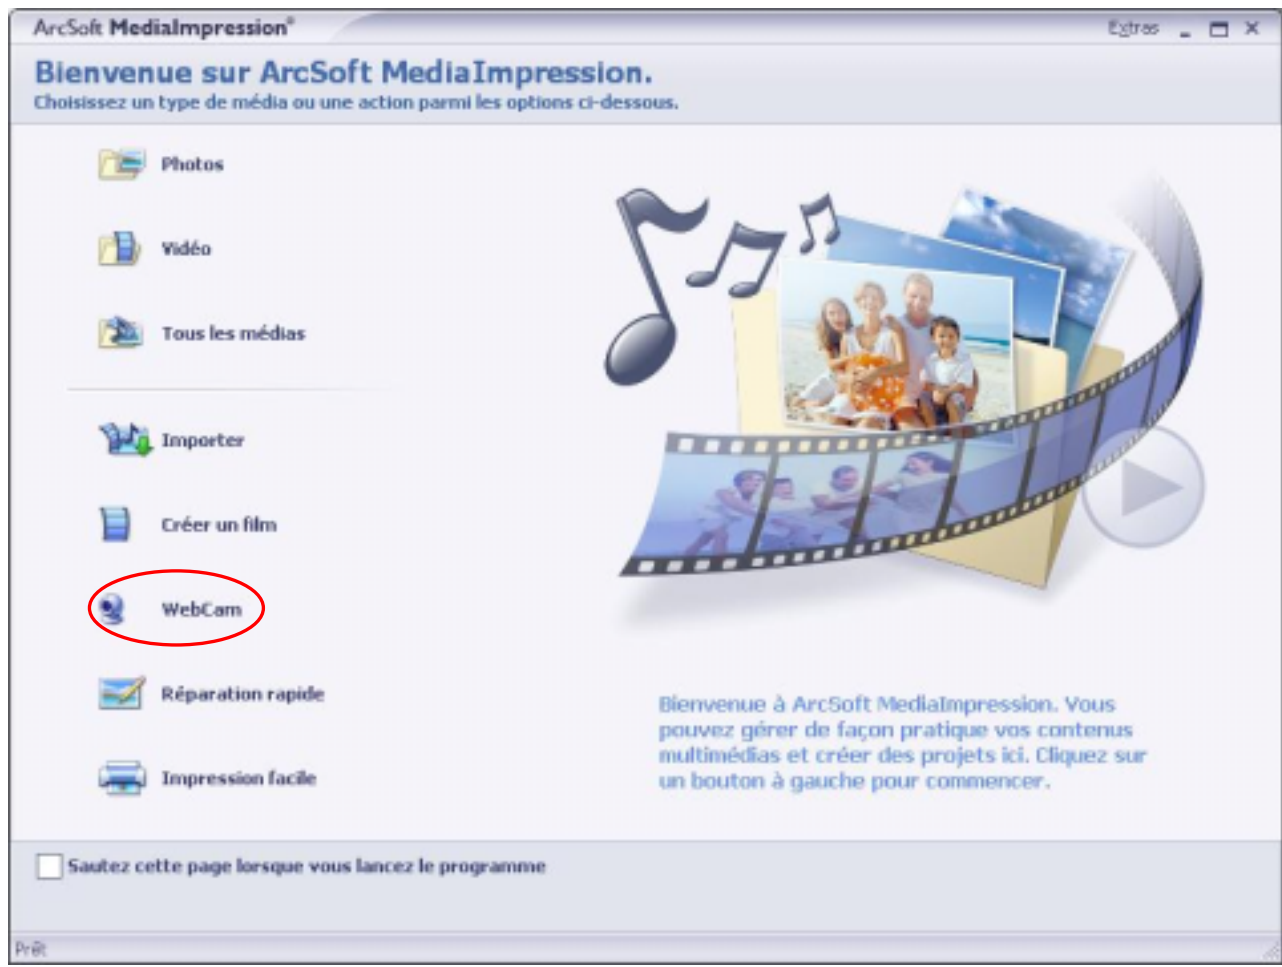 ArcSoft MediaImpression®
Extras
Bienvenue sur ArcSoft MediaImpression.
Choisissez un type de média ou une action parmi les options ci-dessous.
Photos
Vidéo
Tous les médias
Importer
Créer un film
WebCam
Réparation rapide
Impression facile
Bienvenue à ArcSoft MediaImpression. Vous
pouvez gérer de façon pratique vos contenus
multimédias et créer des projets ici. Cliquez sur
un bouton à gauche pour commencer.
Sautez cette page lorsque vous lancez le programme
Prêt